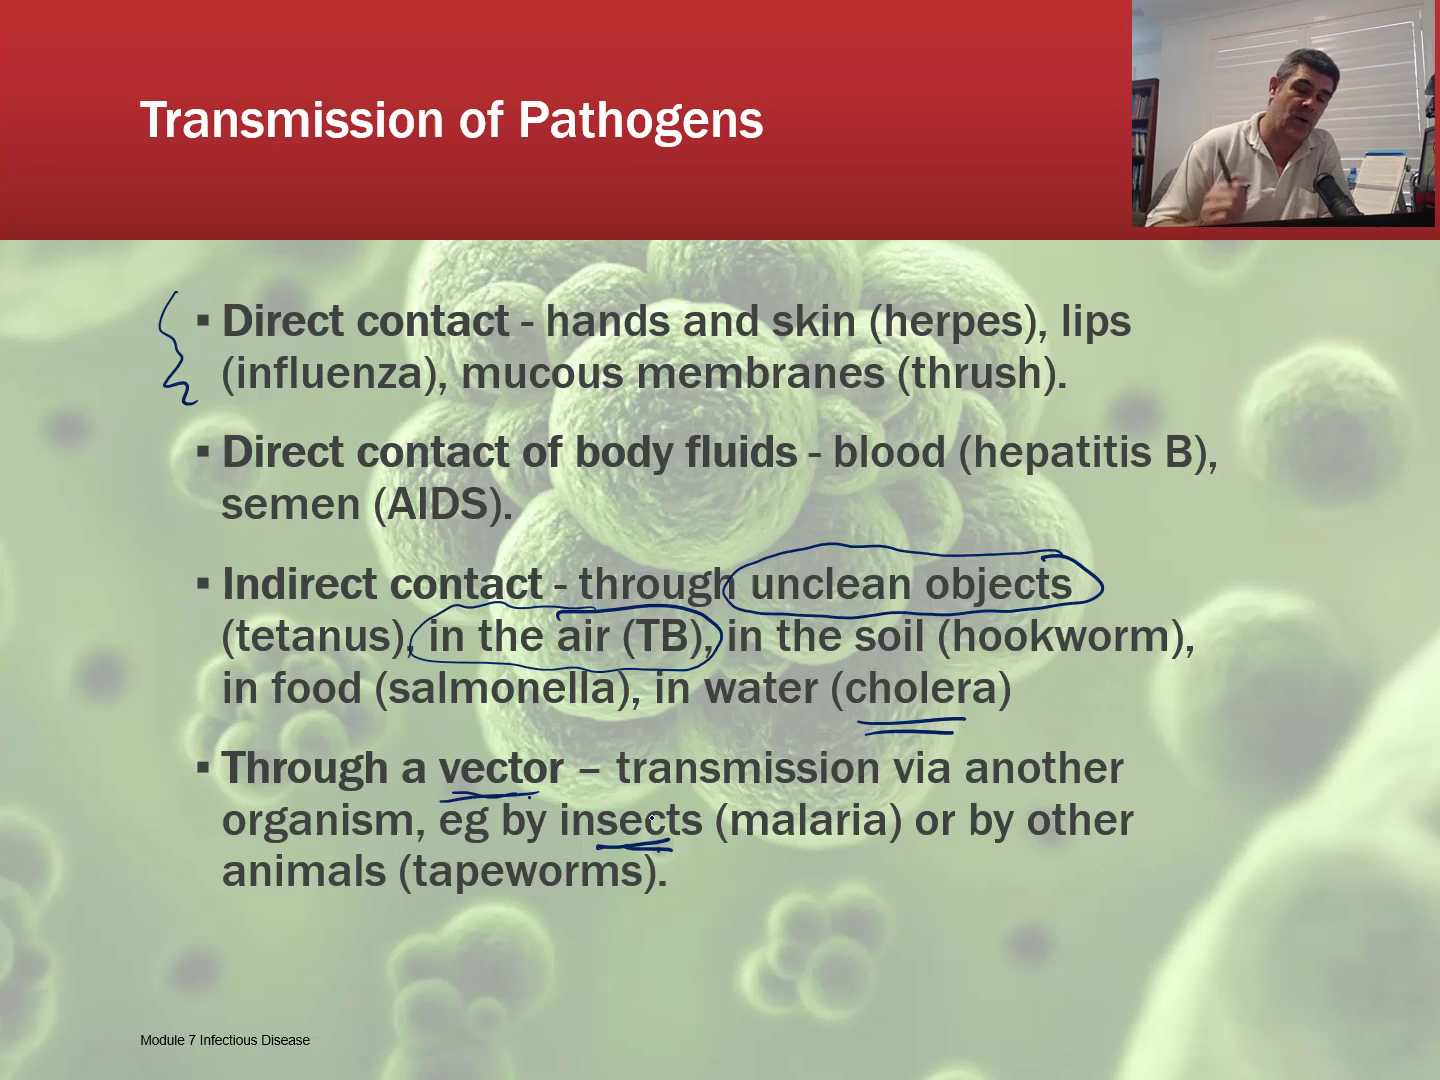 Transmission of Pathogens
▪ Direct contact - hands and skin (herpes), lips
(influenza), mucous membranes (thrush).
▪ Direct contact of body fluids - blood (hepatitis B),
semen (AIDS).
▪ Indirect contact - through unclean objects
(tetanus), in the air (TB), in the soil (hookworm),
in food (salmonella), in water (cholera)
▪ Through a vector – transmission via another
organism, eg by insects (malaria) or by other
animals (tapeworms).
Module 7 Infectious Disease